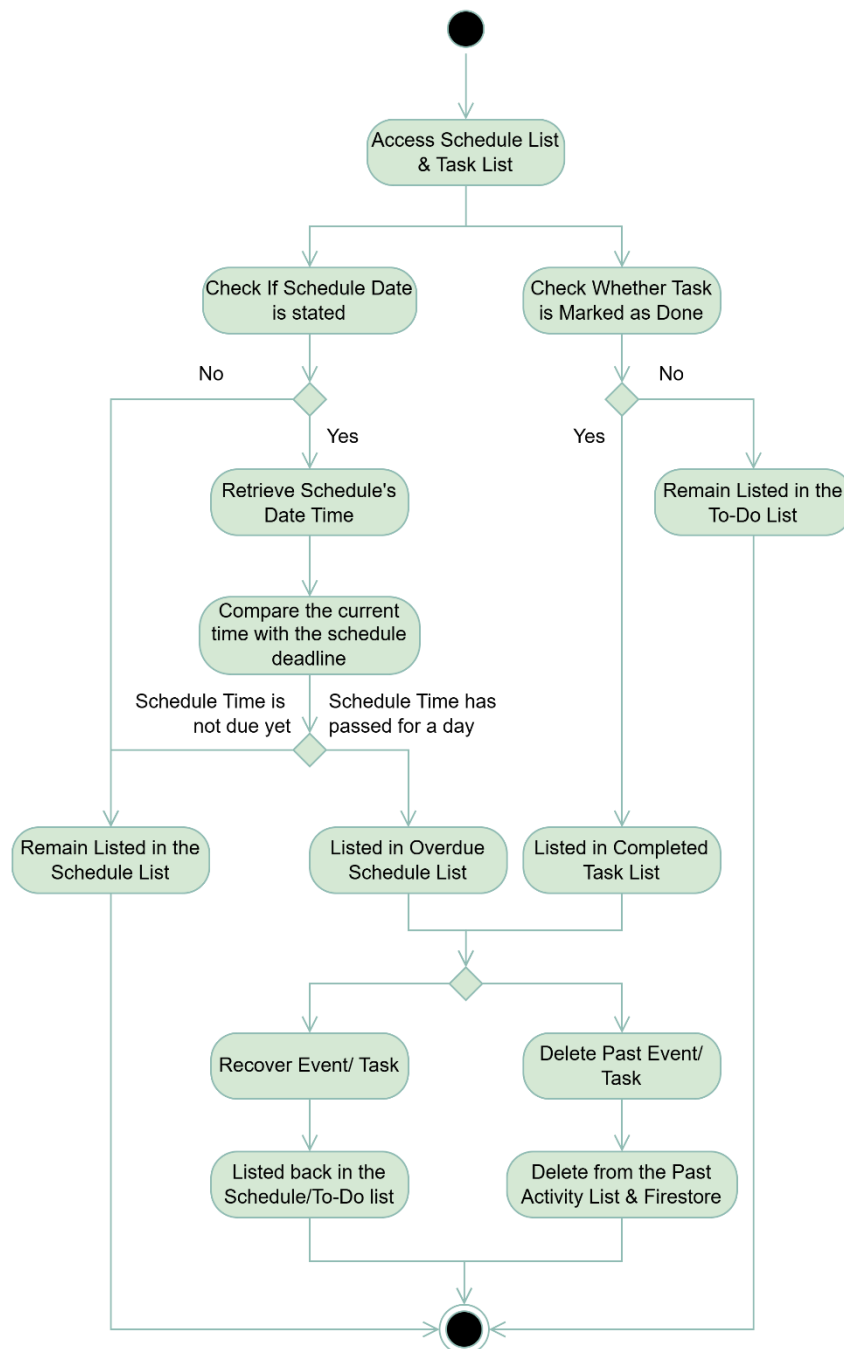 Access Schedule List
& Task List
Check If Schedule Date
is stated
Check Whether Task
is Marked as Done
No
No
Yes
Yes
Retrieve Schedule's
Date Time
Remain Listed in the
To-Do List
Compare the current
time with the schedule
deadline
Schedule Time is
not due yet
Schedule Time has
passed for a day
Remain Listed in the
Schedule List
Listed in Overdue
Schedule List
Listed in Completed
Task List
Recover Event/ Task
Delete Past Event/
Task
Listed back in the
Schedule/To-Do list
Delete from the Past
Activity List & Firestore